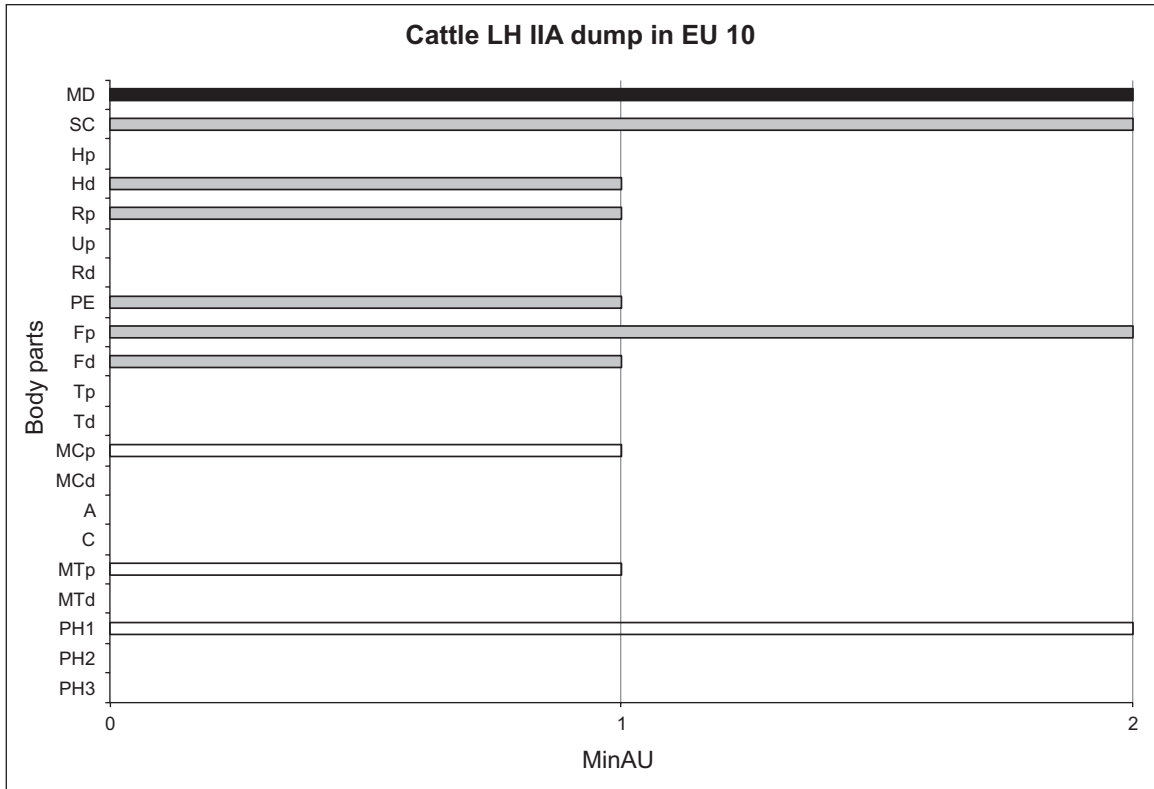 Cattle LH IIA dump in EU 10
Body parts
MD
SC
Hp
Hd
Rp
Up
Rd
PE
Fp
Fd
Tp
Td
MCp
MCd
A
C
MTp
MTd
PH1
PH2
PH3
0 1 2
MinAU